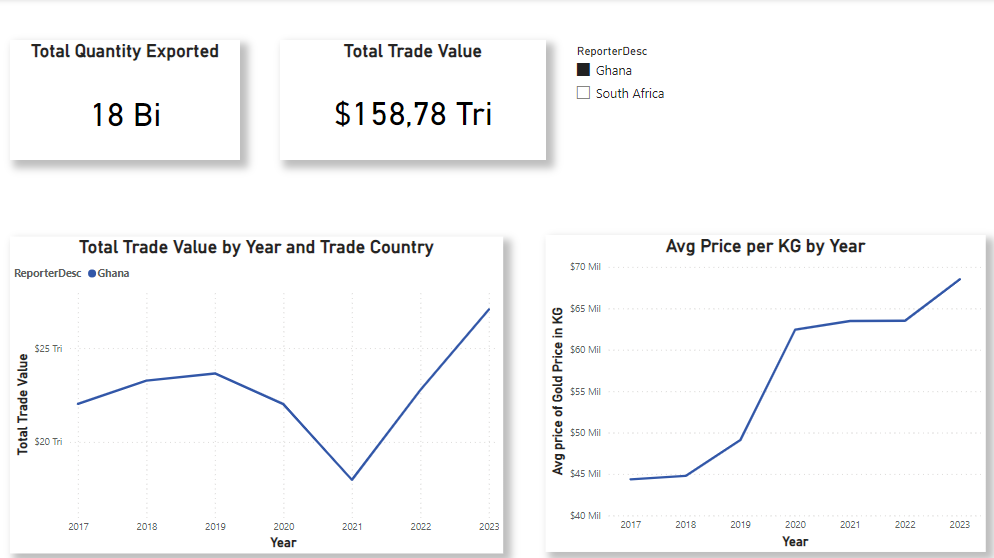 Total Quantity Exported
18 Bi
Total Trade Value
$158,78 Tri
ReporterDesc
Ghana
South Africa
Total Trade Value by Year and Trade Country
ReporterDesc Ghana
Total Trade Value
$25 Tri
$20 Tri
2017 2018 2019 2020 2021 2022 2023
Year
Avg Price per KG by Year
Avg price of Gold Price in KG
$70 Mil
$65 Mil
$60 Mil
$55 Mil
$50 Mil
$45 Mil
$40 Mil
2017 2018 2019 2020 2021 2022 2023
Year